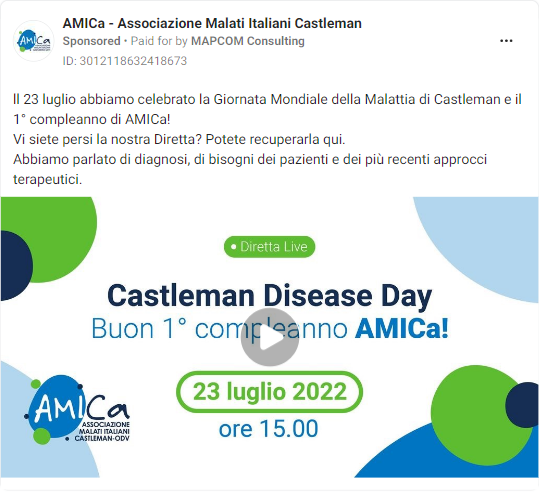 AMICa - Associazione Malati Italiani Castleman
Sponsored • Paid for by MAPCOM Consulting
ID: 3012118632418673
Il 23 luglio abbiamo celebrato la Giornata Mondiale della Malattia di Castleman e il
1° compleanno di AMICa!
Vi siete persi la nostra Diretta? Potete recuperarla qui.
Abbiamo parlato di diagnosi, di bisogni dei pazienti e dei più recenti approcci
terapeutici.
Diretta Live
Castleman Disease Day
Buon 1° compleanno AMICa!
23 luglio 2022
ore 15.00
AMICa
ASSOCIAZIONE
MALATI ITALIANI
CASTLEMAN-ODV